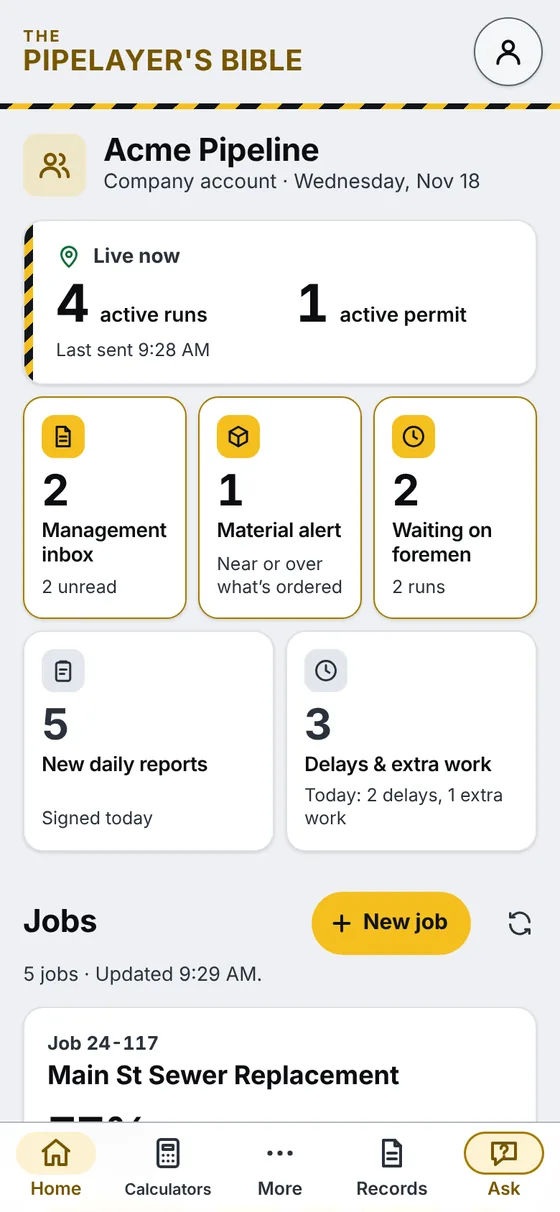 THE
PIPELAYER'S BIBLE
Acme Pipeline
Company account · Wednesday, Nov 18
Live now
4 active runs
1 active permit
Last sent 9:28 AM
2
Management
inbox
2 unread
1
Material alert
Near or over
what’s ordered
2
Waiting on
foremen
2 runs
5
New daily reports
Signed today
3
Delays & extra work
Today: 2 delays, 1 extra
work
Jobs
+ New job
5 jobs · Updated 9:29 AM.
Job 24-117
Main St Sewer Replacement
Home
Calculators
More
Records
Ask